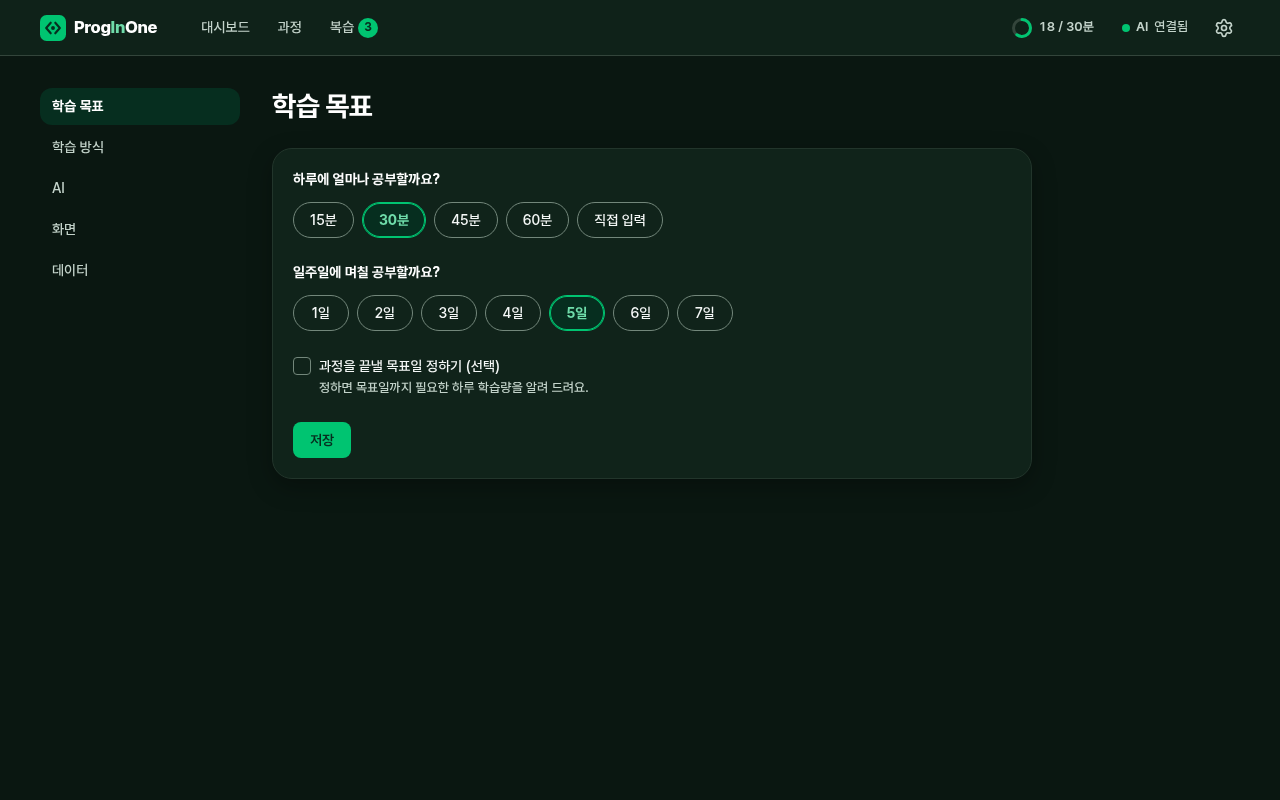 ProgInOne
대시보드
과정
복습 3
18 / 30분
AI 연결됨
학습 목표
학습 방식
AI
화면
데이터
학습 목표
하루에 얼마나 공부할까요?
15분 30분 45분 60분 직접 입력
일주일에 며칠 공부할까요?
1일 2일 3일 4일 5일 6일 7일
과정을 끝낼 목표일 정하기 (선택)
정하면 목표일까지 필요한 하루 학습량을 알려 드려요.
저장